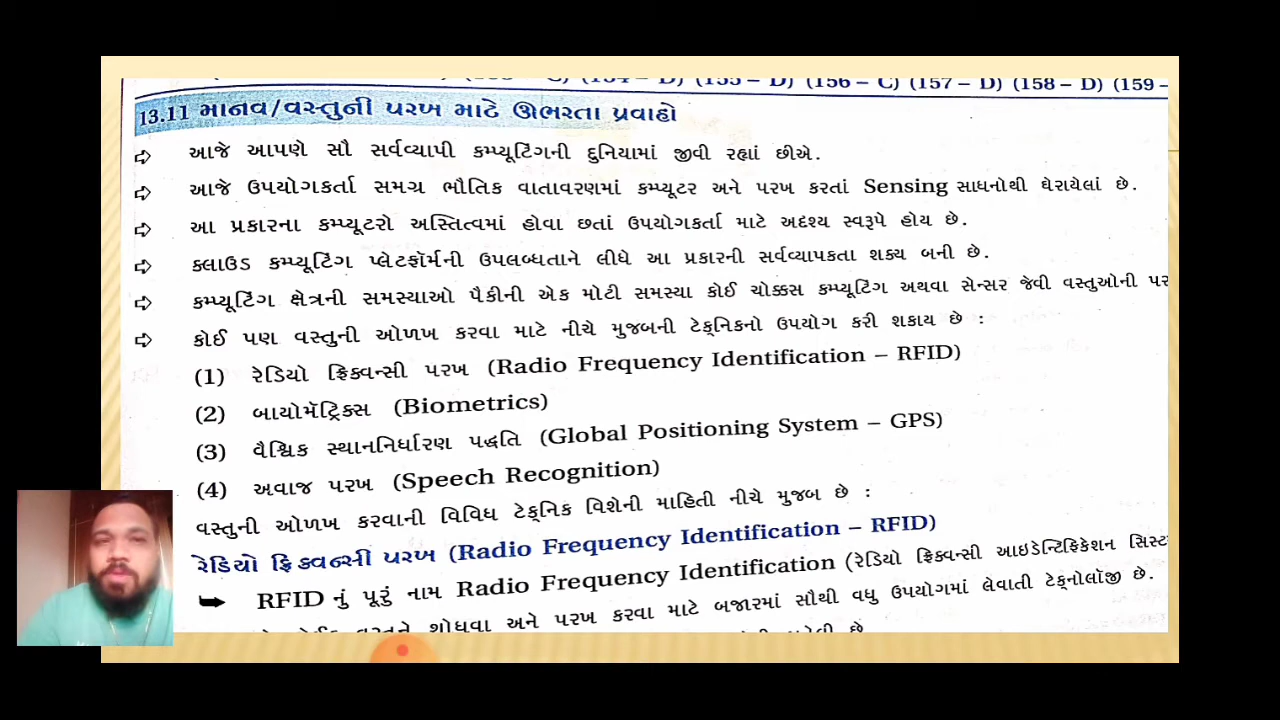 (154 – D) (155 – D) (156 – C) (157 – D) (158 – D) (159 –
13.11 માનવ/વસ્તુની પરખ માટે ઊભરતા પ્રવાહો
⇨ આજે આપણે સૌ સર્વવ્યાપી કમ્પ્યૂટિંગની દુનિયામાં જીવી રહ્યાં છીએ.
⇨ આજે ઉપયોગકર્તા સમગ્ર ભૌતિક વાતાવરણમાં કમ્પ્યૂટર અને પરખ કરતાં Sensing સાધનોથી ઘેરાયેલાં છે.
⇨ આ પ્રકારના કમ્પ્યૂટરો અસ્તિત્વમાં હોવા છતાં ઉપયોગકર્તા માટે અદૃશ્ય સ્વરૂપે હોય છે.
⇨ ક્લાઉડ કમ્પ્યૂટિંગ પ્લેટફૉર્મની ઉપલબ્ધતાને લીધે આ પ્રકારની સર્વવ્યાપકતા શક્ય બની છે.
⇨ કમ્પ્યૂટિંગ ક્ષેત્રની સમસ્યાઓ પૈકીની એક મોટી સમસ્યા કોઈ ચોક્કસ કમ્પ્યૂટિંગ અથવા સેન્સર જેવી વસ્તુઓની
⇨ કોઈ પણ વસ્તુની ઓળખ કરવા માટે નીચે મુજબની ટેક્નિકનો ઉપયોગ કરી શકાય છે :
(1) રેડિયો ફ્રિક્વન્સી પરખ (Radio Frequency Identification – RFID)
(2) બાયોમૅટ્રિક્સ (Biometrics)
(3) વૈશ્વિક સ્થાનનિર્ધારણ પદ્ધતિ (Global Positioning System – GPS)
(4) અવાજ પરખ (Speech Recognition)
વસ્તુની ઓળખ કરવાની વિવિધ ટેક્નિક વિશેની માહિતી નીચે મુજબ છે :
રેડિયો ફ્રિક્વન્સી પરખ (Radio Frequency Identification – RFID)
➥ RFID નું પૂરું નામ Radio Frequency Identification (રેડિયો ફ્રિક્વન્સી આઇડેન્ટિફિકેશન
શોધવા અને પરખ કરવા માટે બજારમાં સૌથી વધુ ઉપયોગમાં લેવાતી ટેક્નોલૉજી છે.
છે